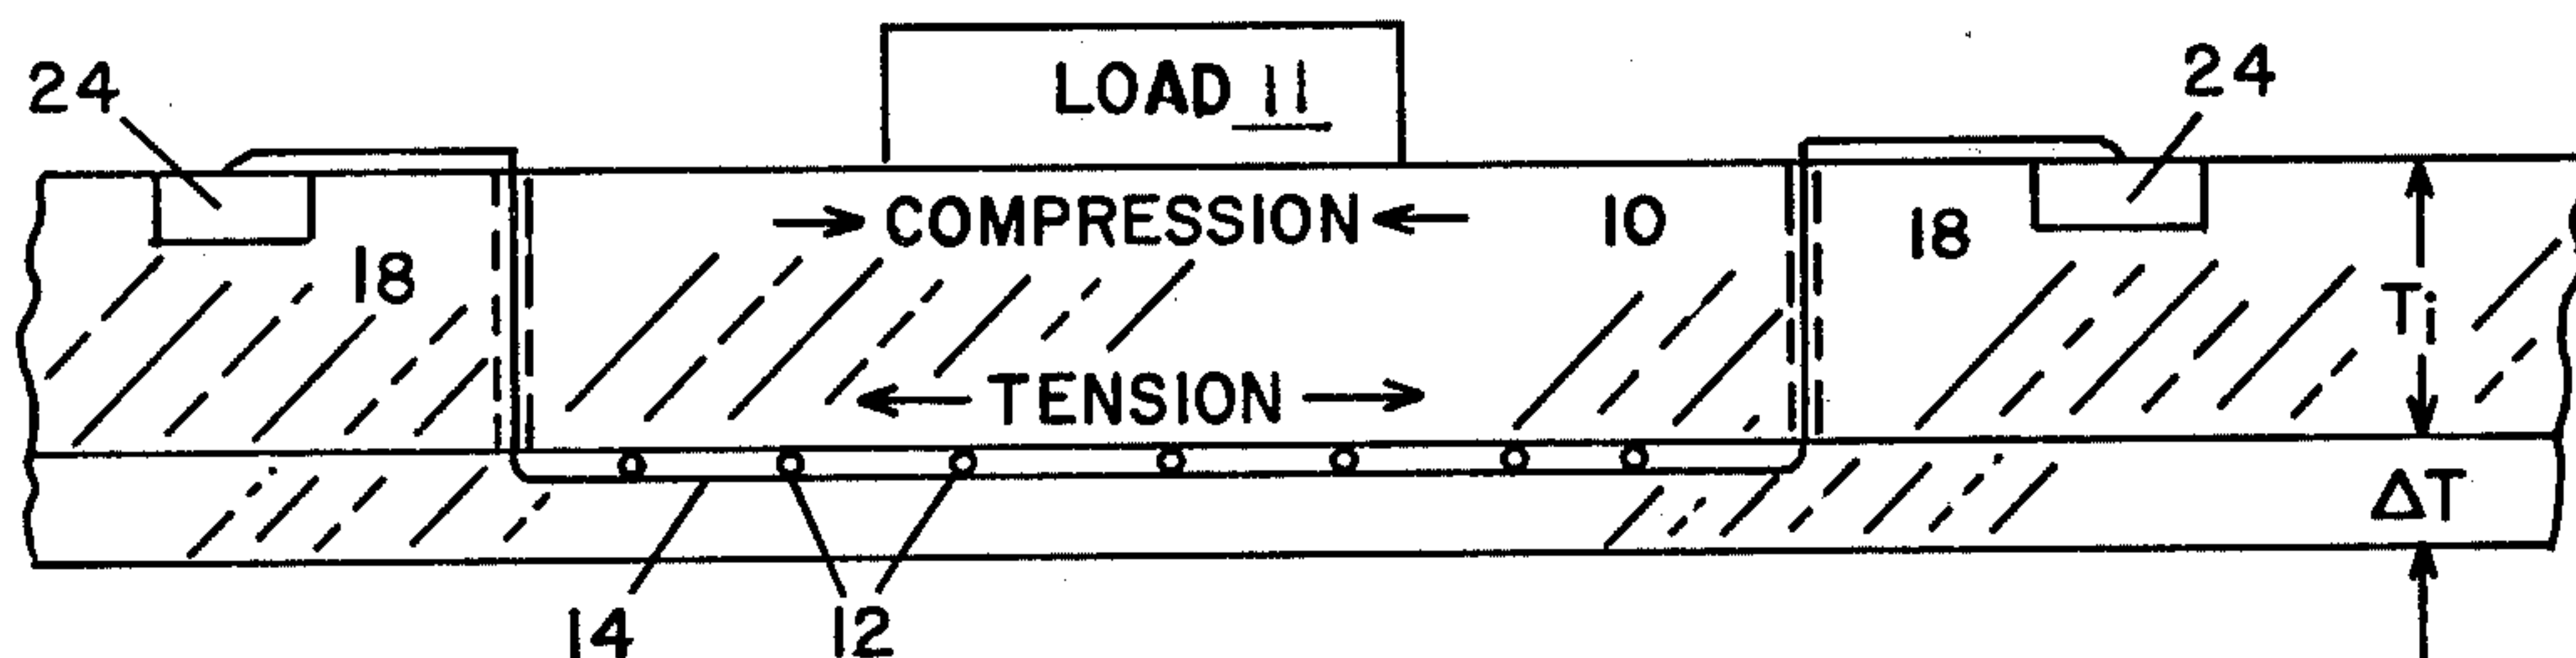 LOAD 11
24
24
COMPRESSION
10
18
18
Ti
TENSION
ΔT
14
12